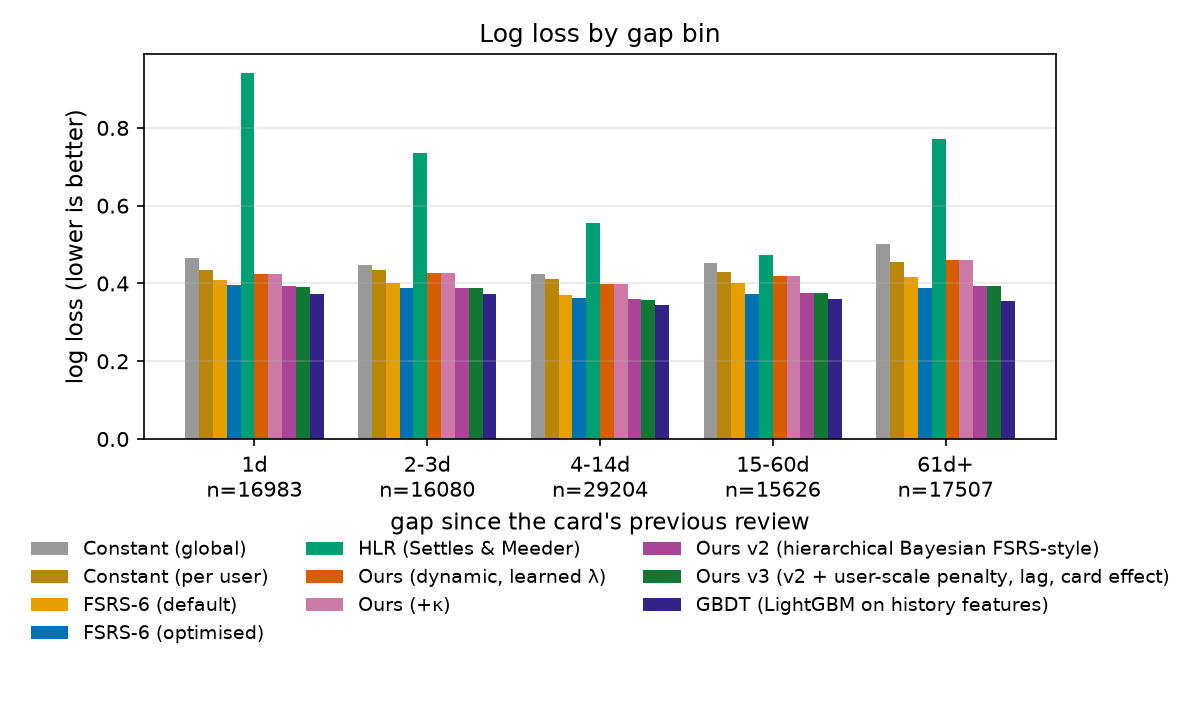 Log loss by gap bin
log loss (lower is better)
0.8
0.6
0.4
0.2
0.0
1d
n=16983
2-3d
n=16080
4-14d
n=29204
15-60d
n=15626
61d+
n=17507
gap since the card's previous review
Constant (global)
Constant (per user)
FSRS-6 (default)
FSRS-6 (optimised)
HLR (Settles & Meeder)
Ours (dynamic, learned λ)
Ours (+κ)
Ours v2 (hierarchical Bayesian FSRS-style)
Ours v3 (v2 + user-scale penalty, lag, card effect)
GBDT (LightGBM on history features)